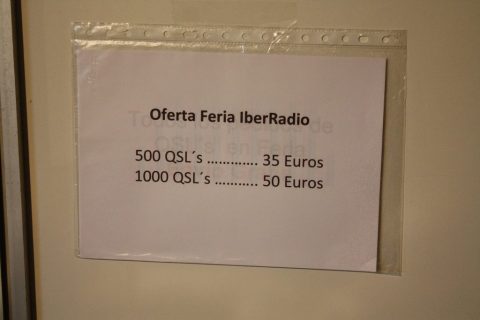 Oferta Feria IberRadio
500 QSL´s ............. 35 Euros
1000 QSL´s ........... 50 Euros